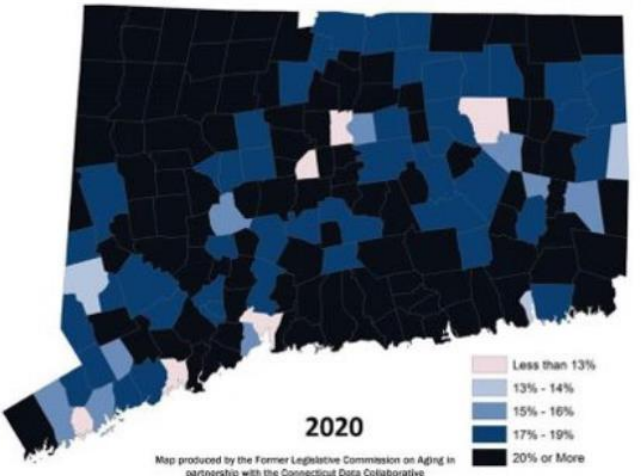 Less than 13%
13% - 14%
15% - 16%
17% - 19%
20% or More
2020
Map produced by the Former Legislative Commission on Aging in
partnership with the Connecticut Data Collaborative